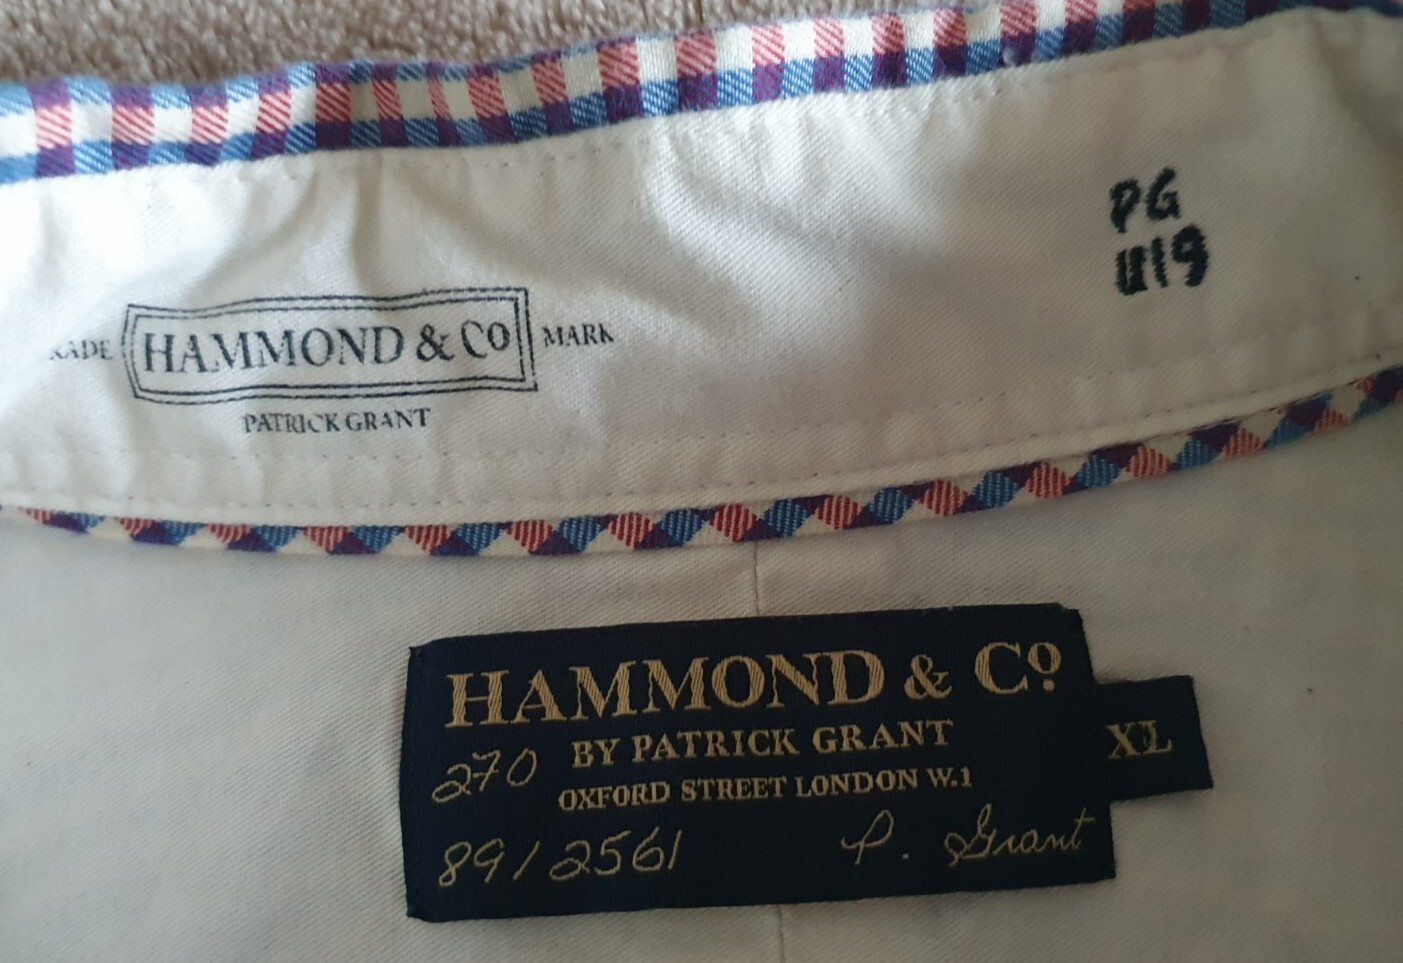 TRADE HAMMOND & Co MARK
PATRICK GRANT
PG
U19
HAMMOND & Co.
BY PATRICK GRANT
270
OXFORD STREET LONDON W.1
89/2561
P. Grant
XL